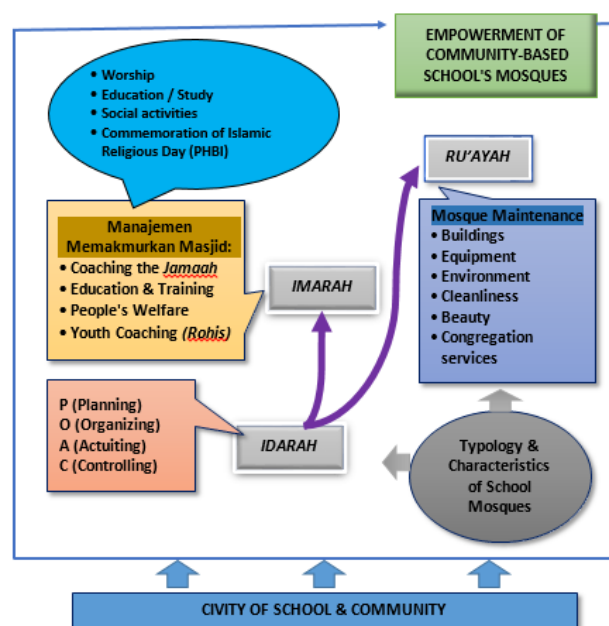 EMPOWERMENT OF
COMMUNITY-BASED
SCHOOL'S MOSQUES
• Worship
• Education / Study
• Social activities
• Commemoration of Islamic
Religious Day (PHBI)
RU'AYAH
Manajemen
Memakmurkan Masjid:
• Coaching the Jamaah
• Education & Training
• People's Welfare
• Youth Coaching (Rohis)
IMARAH
Mosque Maintenance
• Buildings
• Equipment
• Environment
• Cleanliness
• Beauty
• Congregation
services
P (Planning)
O (Organizing)
A (Actuiting)
C (Controlling)
IDARAH
Typology &
Characteristics
of School
Mosques
CIVITY OF SCHOOL & COMMUNITY